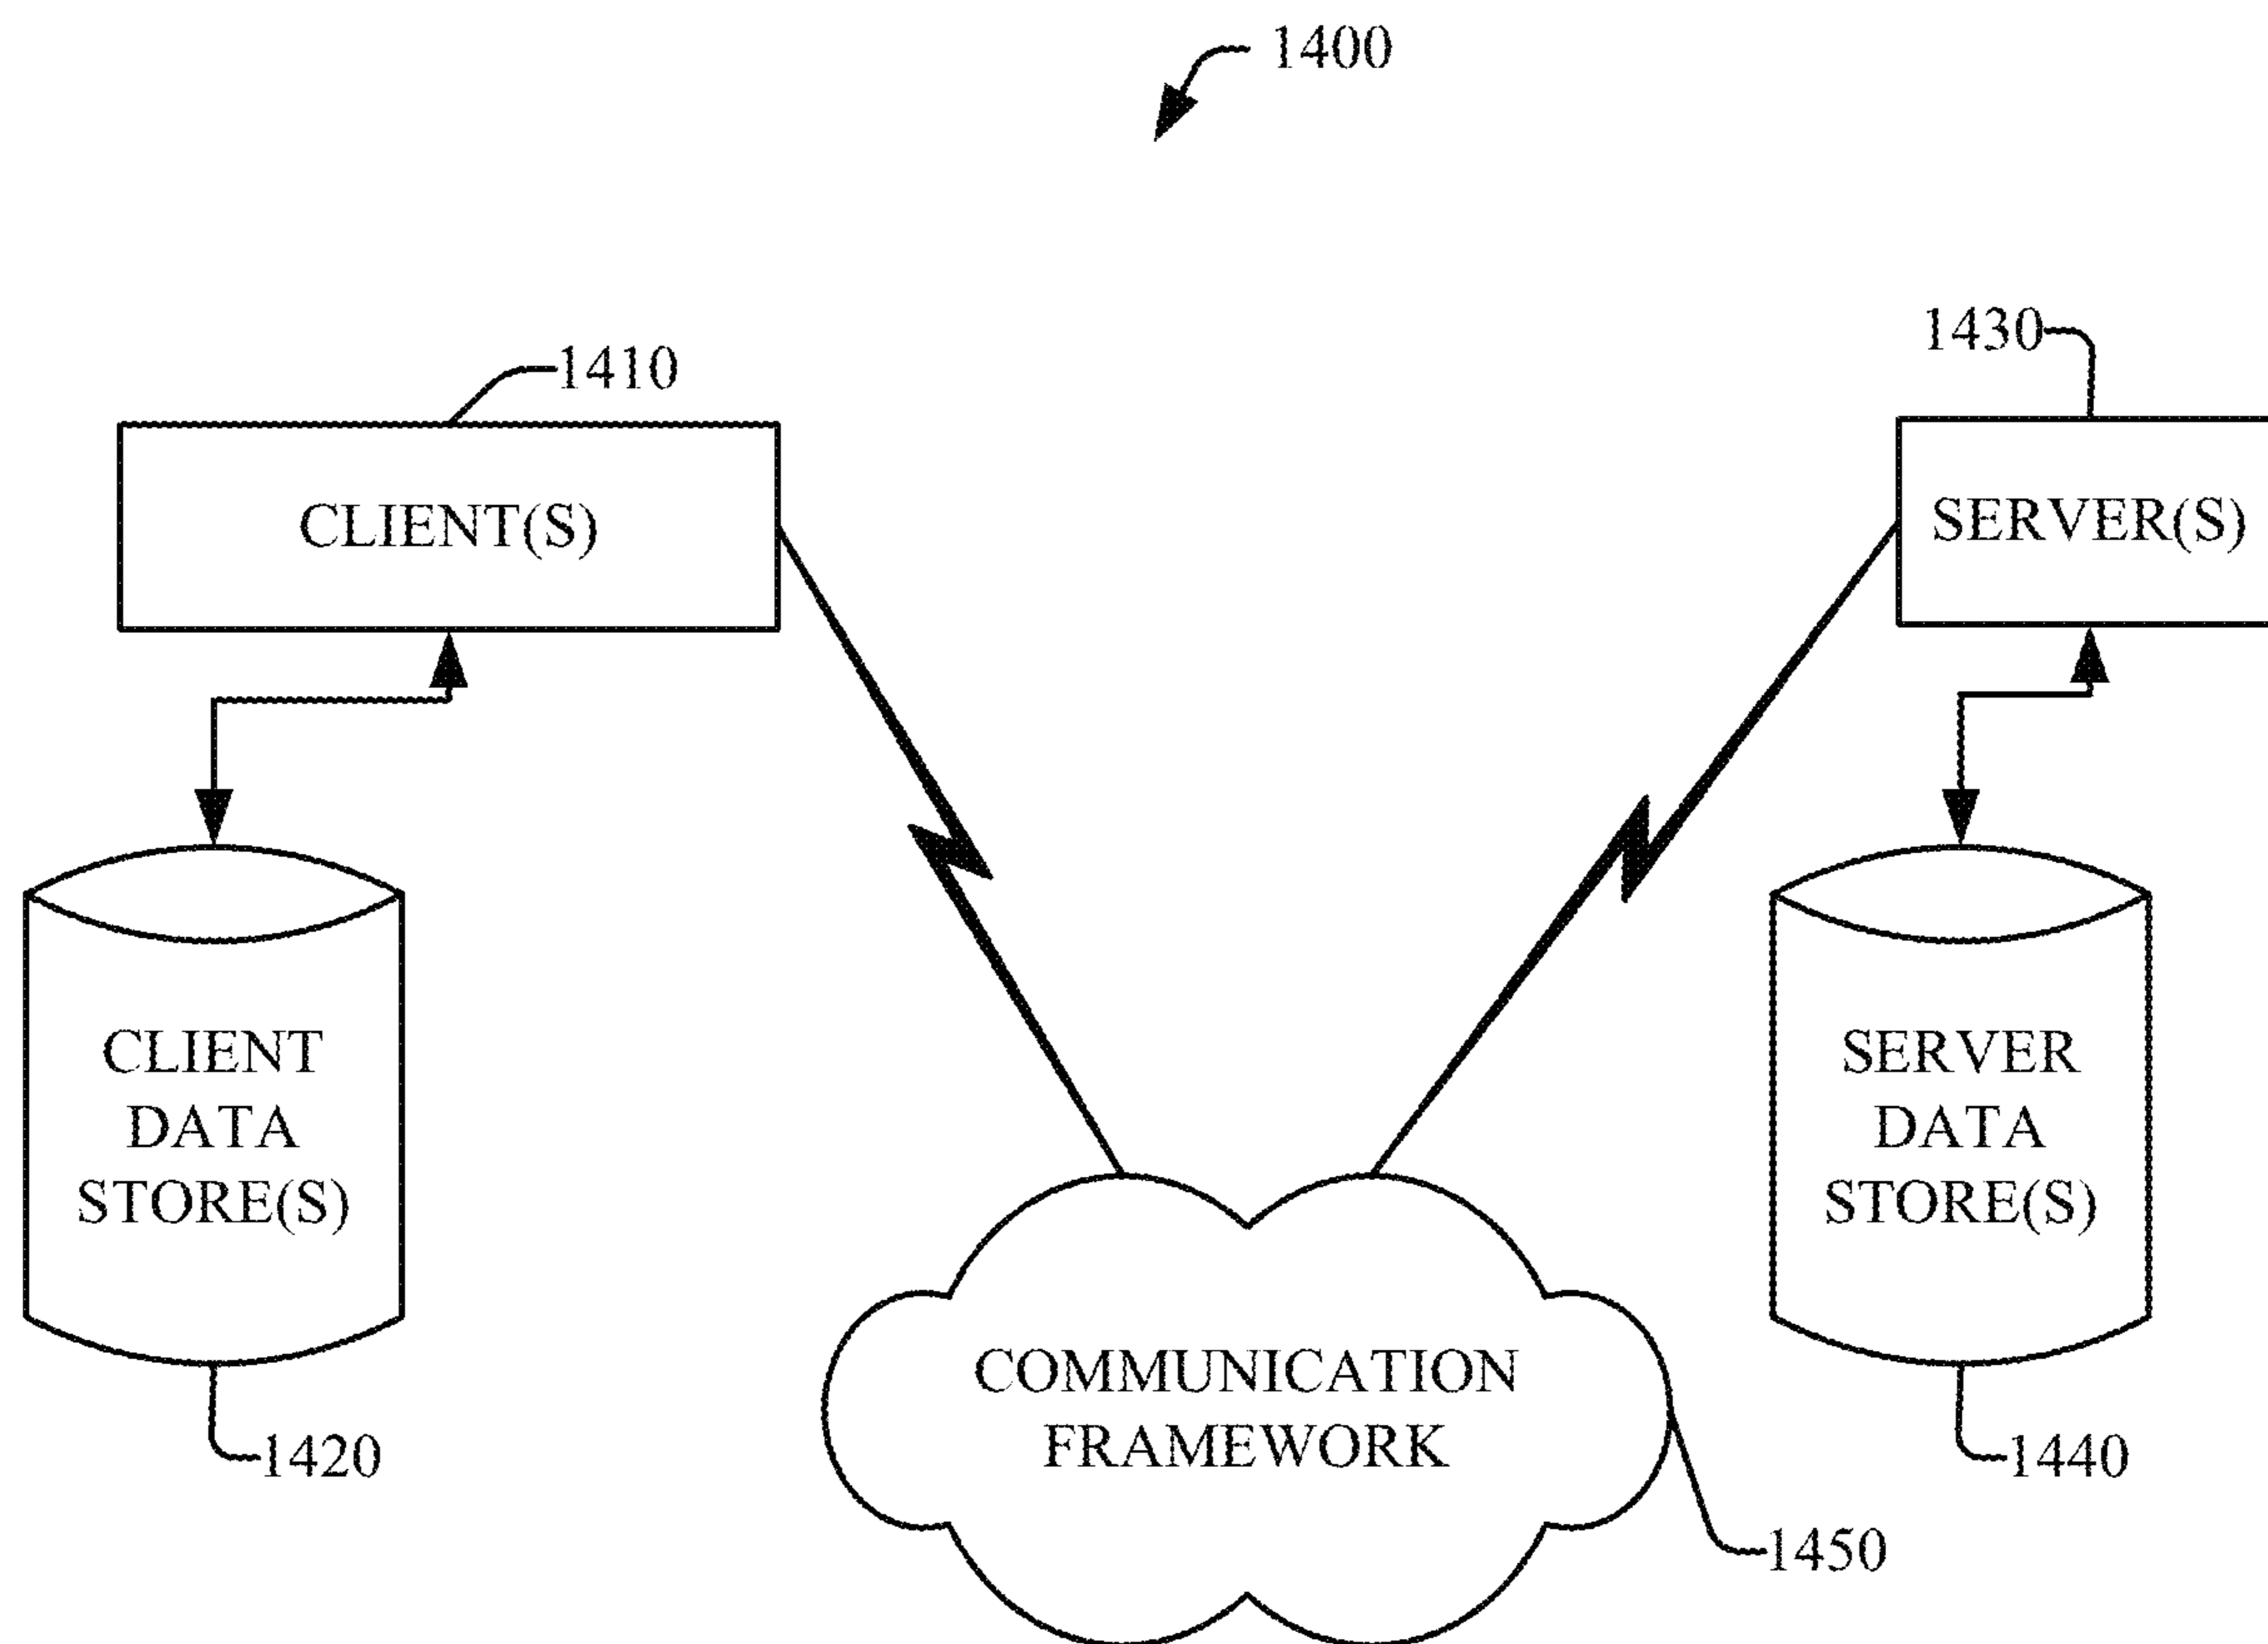 1400
1410
1430
CLIENT(S)
SERVER(S)
CLIENT
DATA
STORE(S)
SERVER
DATA
STORE(S)
COMMUNICATION
FRAMEWORK
1420
1440
1450